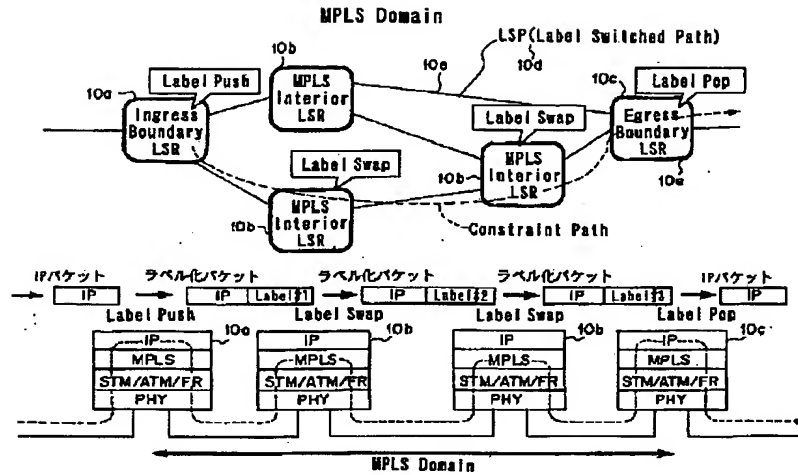 MPLS Domain
LSP(Label Switched Path)
10d
10b
10e
10c
10a
Label Push
Label Pop
MPLS
Interior
LSR
Ingress
Boundary
LSR
Label Swap
Egress
Boundary
LSR
10e
Label Swap
10b
MPLS
Interior
LSR
10b
MPLS
Interior
LSR
Constraint Path
IPパケット ラベル化パケット ラベル化パケット ラベル化パケット IPパケット
IP IP Label#1 IP Label#2 IP Label#3 IP
Label Push Label Swap Label Swap Label Pop
10a 10b 10b 10c
IP IP IP IP
MPLS MPLS MPLS MPLS
STM/ATM/FR STM/ATM/FR STM/ATM/FR STM/ATM/FR
PHY PHY PHY PHY
MPLS Domain